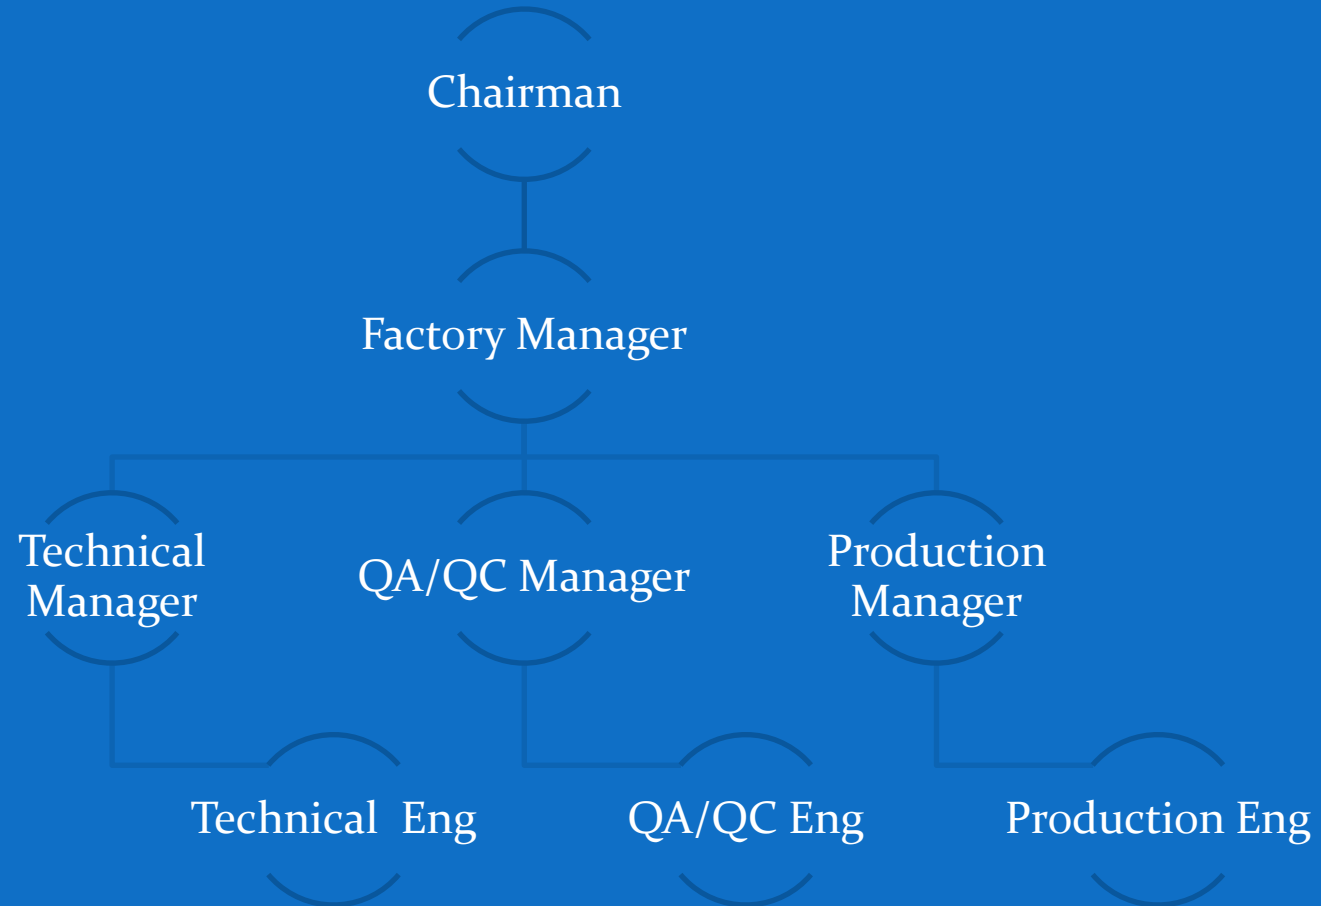 Chairman
Factory Manager
Technical
Manager
QA/QC Manager
Production
Manager
Technical  Eng
QA/QC Eng
Production Eng